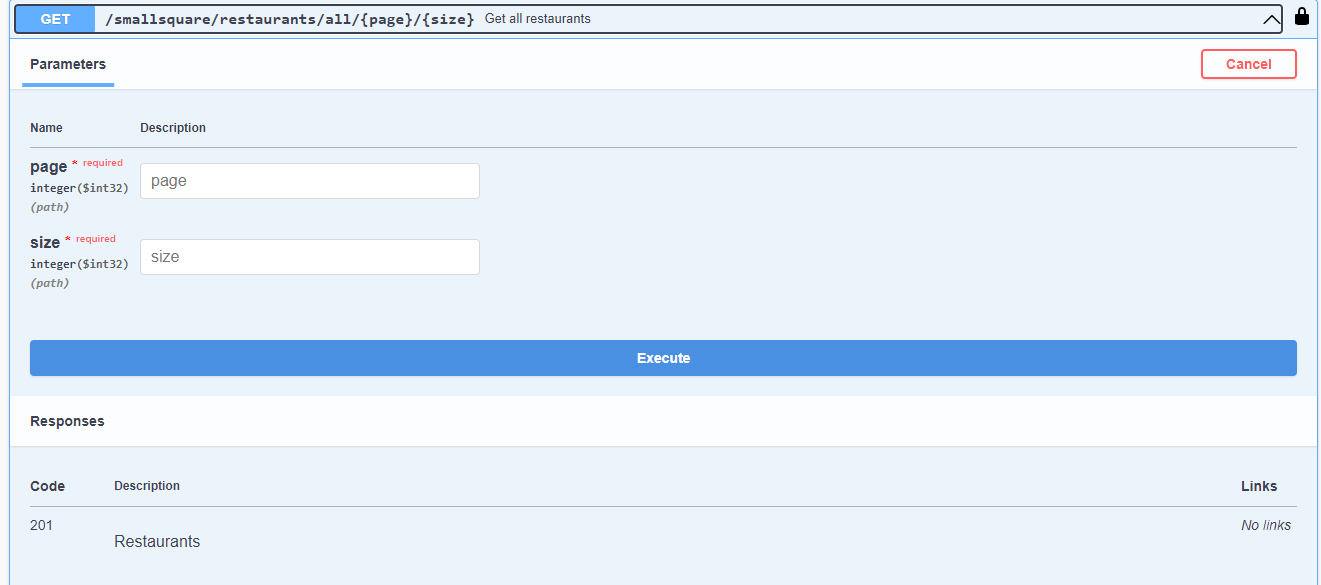 GET /smallsquare/restaurants/all/{page}/{size} Get all restaurants
Parameters Cancel
Name Description
page * required
integer($int32)
(path)
page
size * required
integer($int32)
(path)
size
Execute
Responses
Code Description Links
201 No links
Restaurants